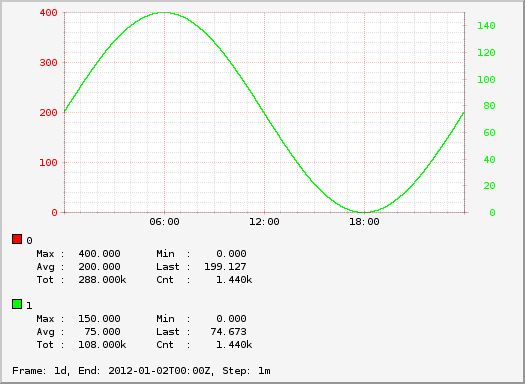 400
300
200
100
0
140
120
100
80
60
40
20
0
06:00 12:00 18:00
0
Max : 400.000 Min : 0.000
Avg : 200.000 Last : 199.127
Tot : 288.000k Cnt : 1.440k
1
Max : 150.000 Min : 0.000
Avg : 75.000 Last : 74.673
Tot : 108.000k Cnt : 1.440k
Frame: 1d, End: 2012-01-02T00:00Z, Step: 1m